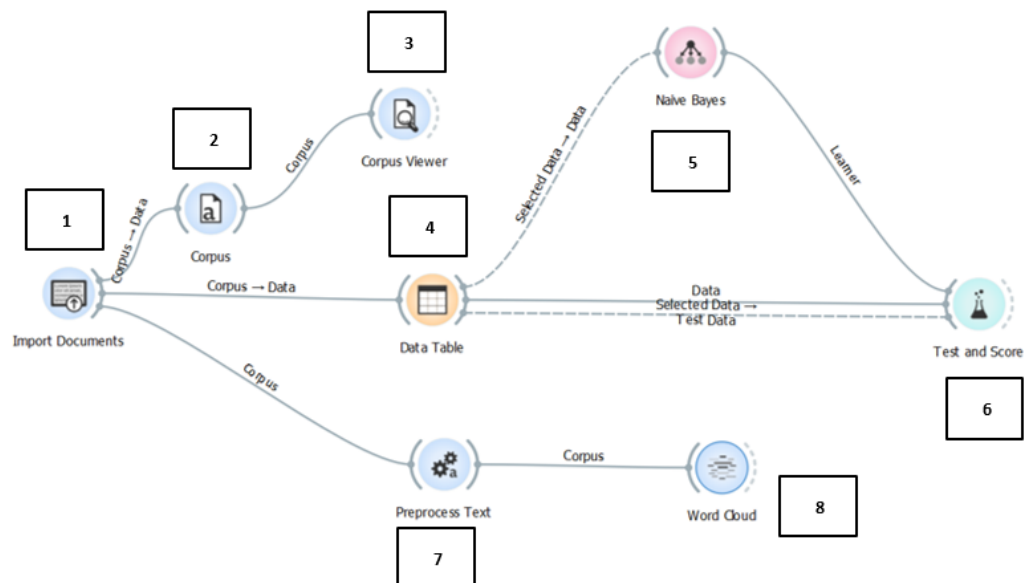 3
Naive Bayes
2
Corpus
Corpus Viewer
5
Selected Data → Data
Learner
1
4
Corpus → Data
Corpus
Corpus → Data
Data
Selected Data →
Test Data
Import Documents
Data Table
Test and Score
Corpus
6
Corpus
Preprocess Text
Word Cloud
8
7
a
a